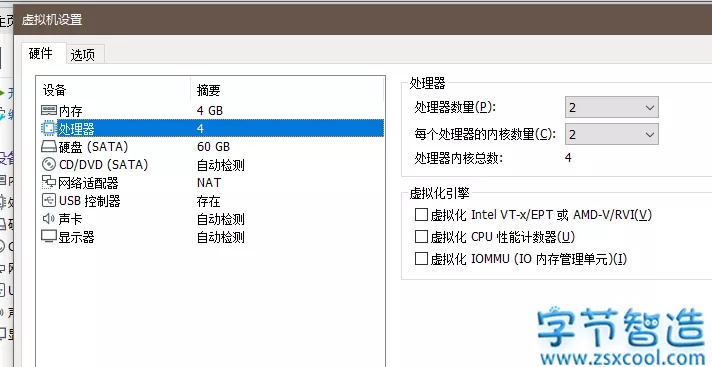 虚拟机设置
硬件 选项
设备 摘要
内存 4 GB
处理器 4
硬盘 (SATA) 60 GB
CD/DVD (SATA) 自动检测
网络适配器 NAT
USB 控制器 存在
声卡 自动检测
显示器 自动检测
处理器
处理器数量(P): 2
每个处理器的内核数量(C): 2
处理器内核总数: 4
虚拟化引擎
虚拟化 Intel VT-x/EPT 或 AMD-V/RVI(V)
虚拟化 CPU 性能计数器(U)
虚拟化 IOMMU (IO 内存管理单元)(I)
字节智造
www.zsxcool.com